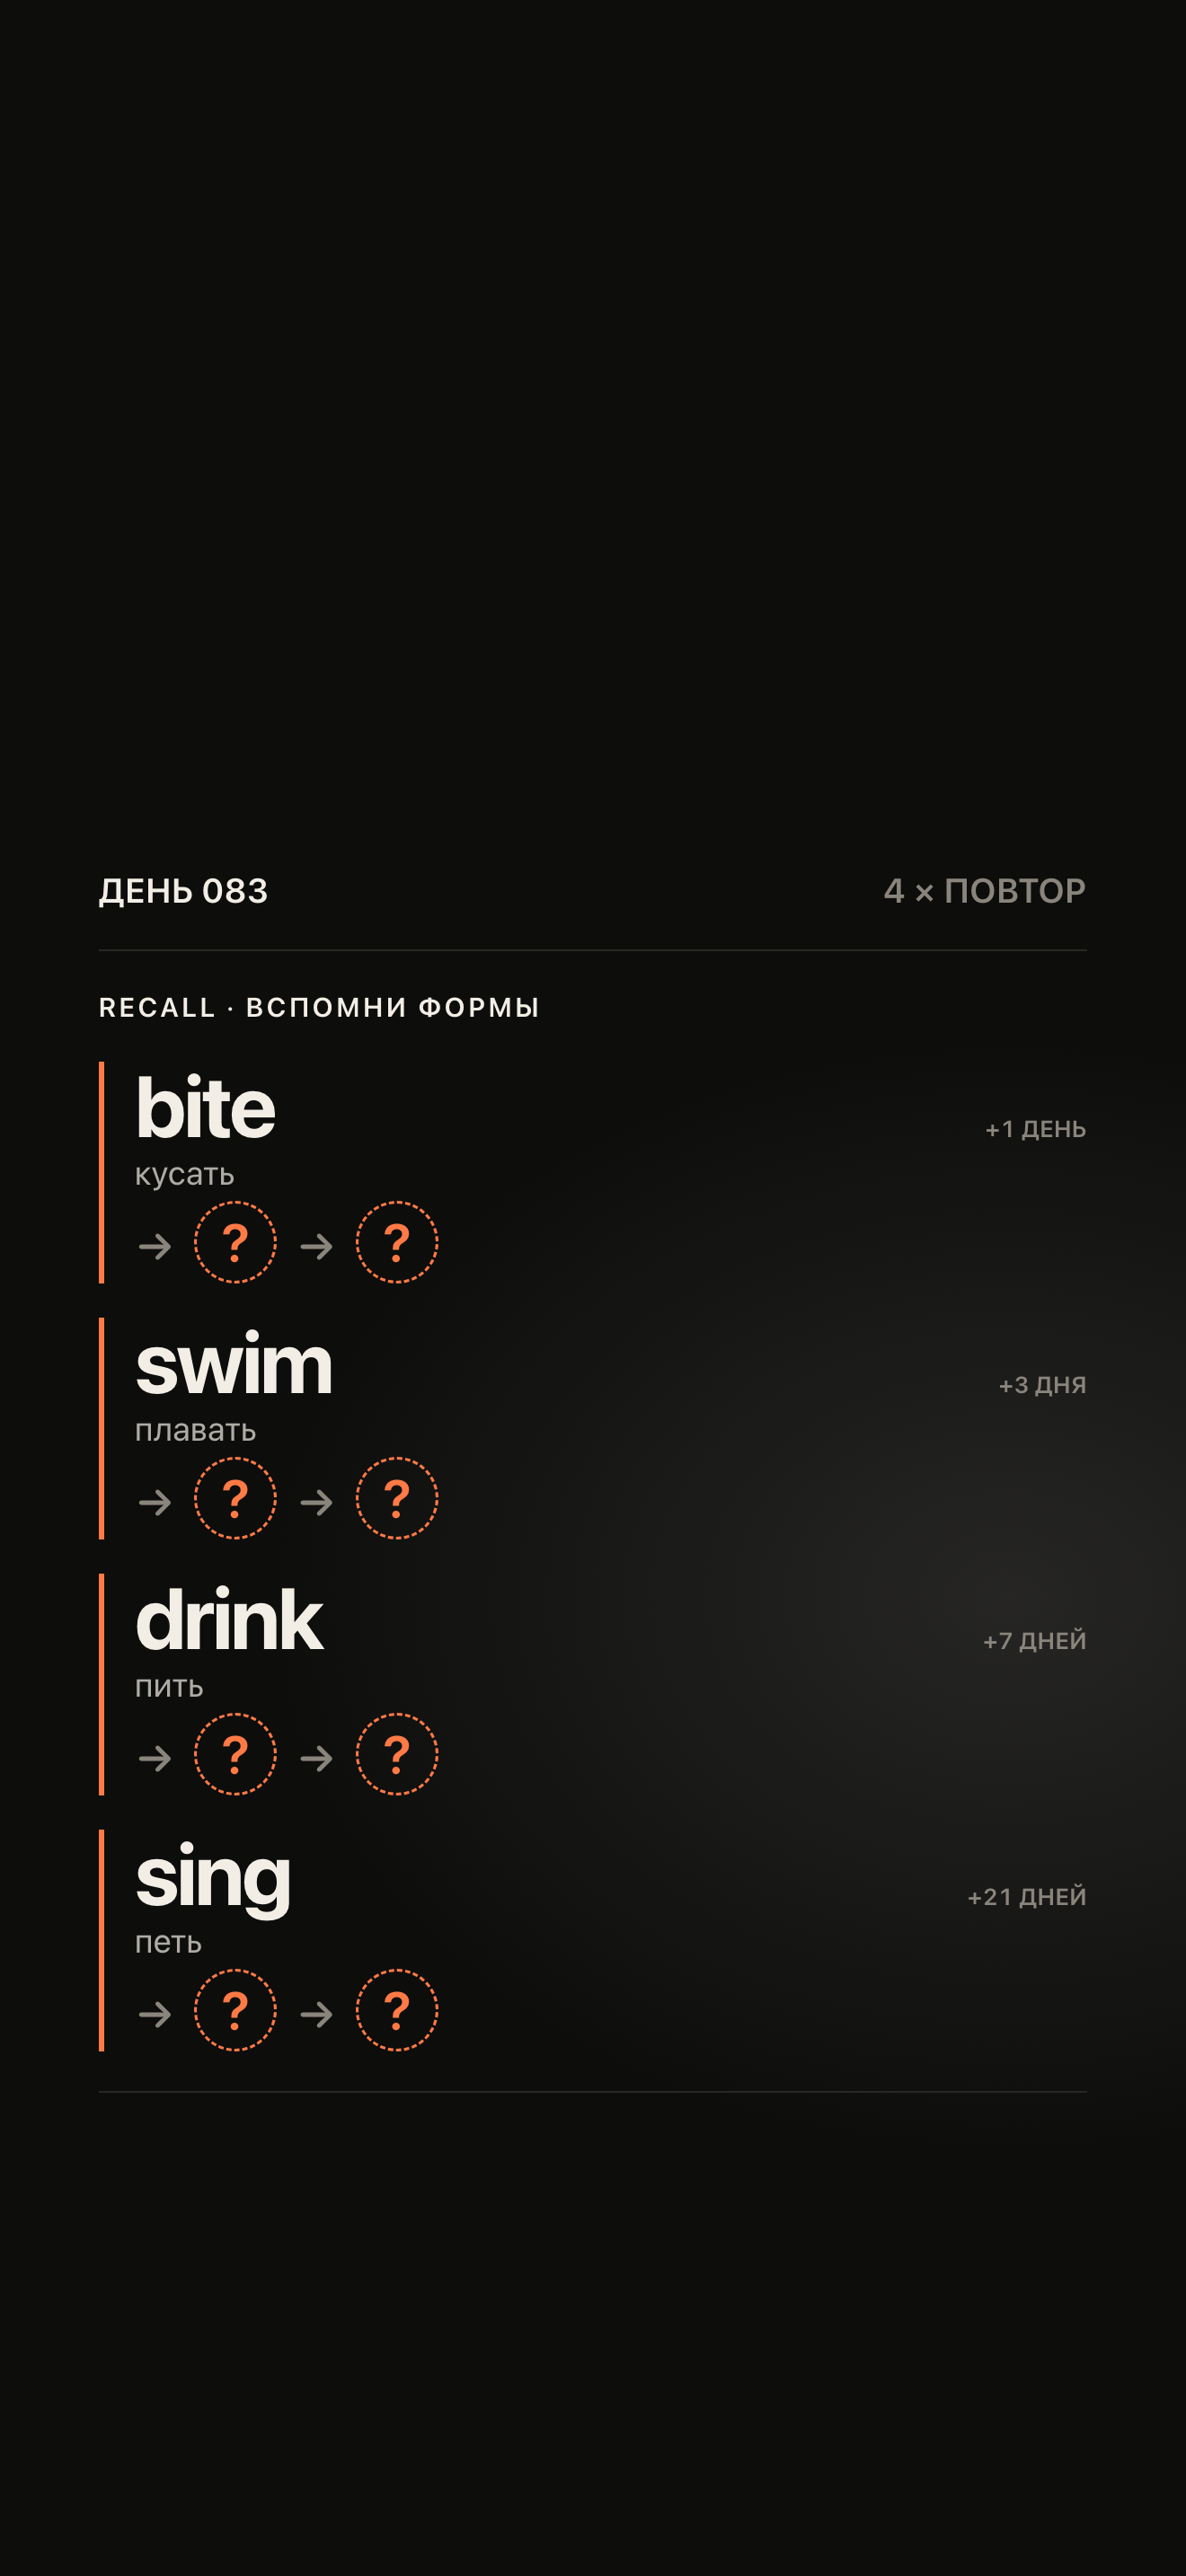 ДЕНЬ 083
4 × ПОВТОР
RECALL · ВСПОМНИ ФОРМЫ
bite
+1 ДЕНЬ
кусать
→ ? → ?
swim
+3 ДНЯ
плавать
→ ? → ?
drink
+7 ДНЕЙ
пить
→ ? → ?
sing
+21 ДНЕЙ
петь
→ ? → ?